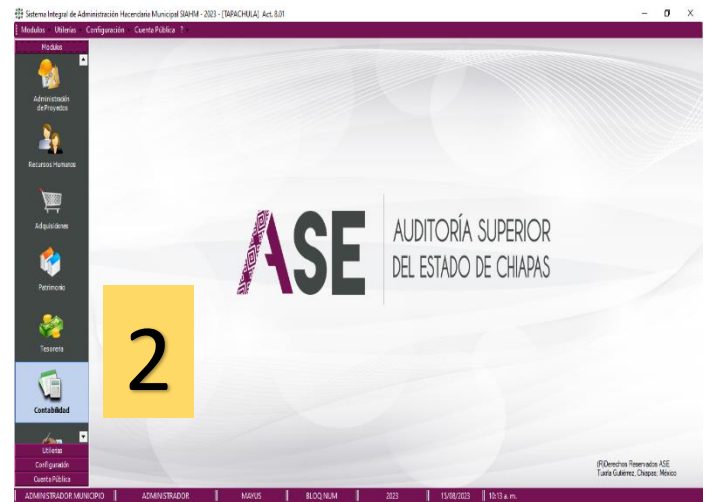 Sistema Integral de Administración Hacendaria Municipal SIAHM - 2023 - [TAPACHULA] Act. 8.01
Modulos Utilerías Configuración Cuenta Pública ?
Modulos
Administración
de Proyectos
Recursos Humanos
Adquisiciones
Patrimonio
Tesorería
Contabilidad
Utilerías
Configuración
Cuenta Pública
2
ASE
AUDITORÍA SUPERIOR
DEL ESTADO DE CHIAPAS
(R)Derechos Reservados ASE
Tuxtla Gutiérrez, Chiapas; México
ADMINISTRADOR MUNICIPIO ADMINISTRADOR MAYUS BLOQ NUM 2023 15/08/2023 10:13 a. m.